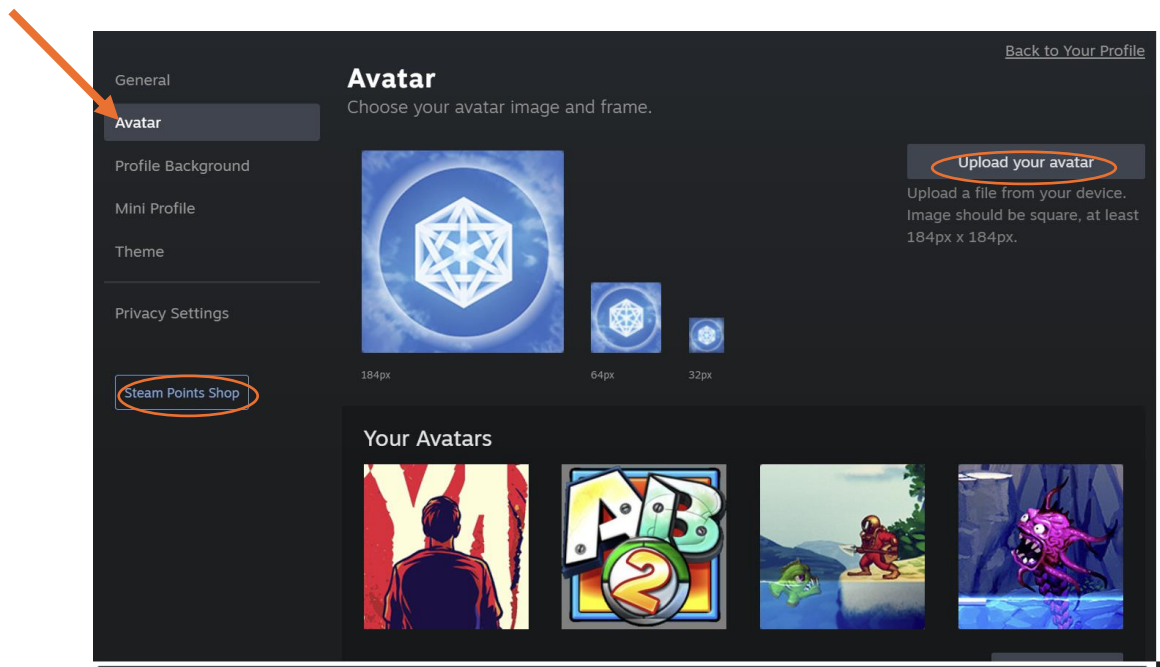 Back to Your Profile
General
Avatar
Profile Background
Mini Profile
Theme
Privacy Settings
Steam Points Shop
Avatar
Choose your avatar image and frame.
Upload your avatar
Upload a file from your device.
Image should be square, at least
184px x 184px.
184px
64px
32px
Your Avatars
AB
2